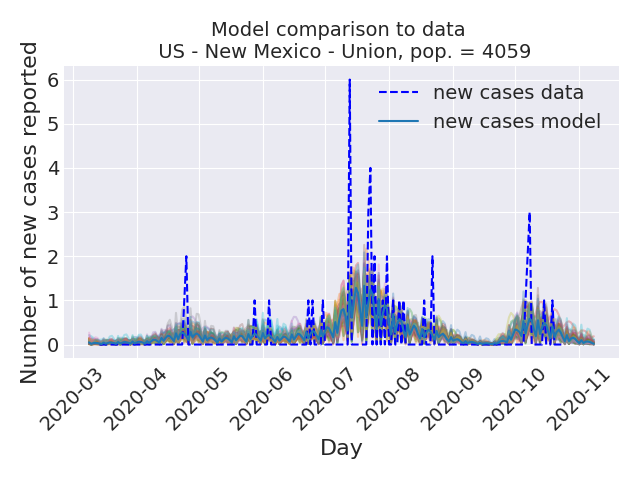 Model comparison to data
US - New Mexico - Union, pop. = 4059
Number of new cases reported
6
5
4
3
2
1
0
new cases data
new cases model
2020-03
2020-04
2020-05
2020-06
2020-07
2020-08
2020-09
2020-10
2020-11
Day